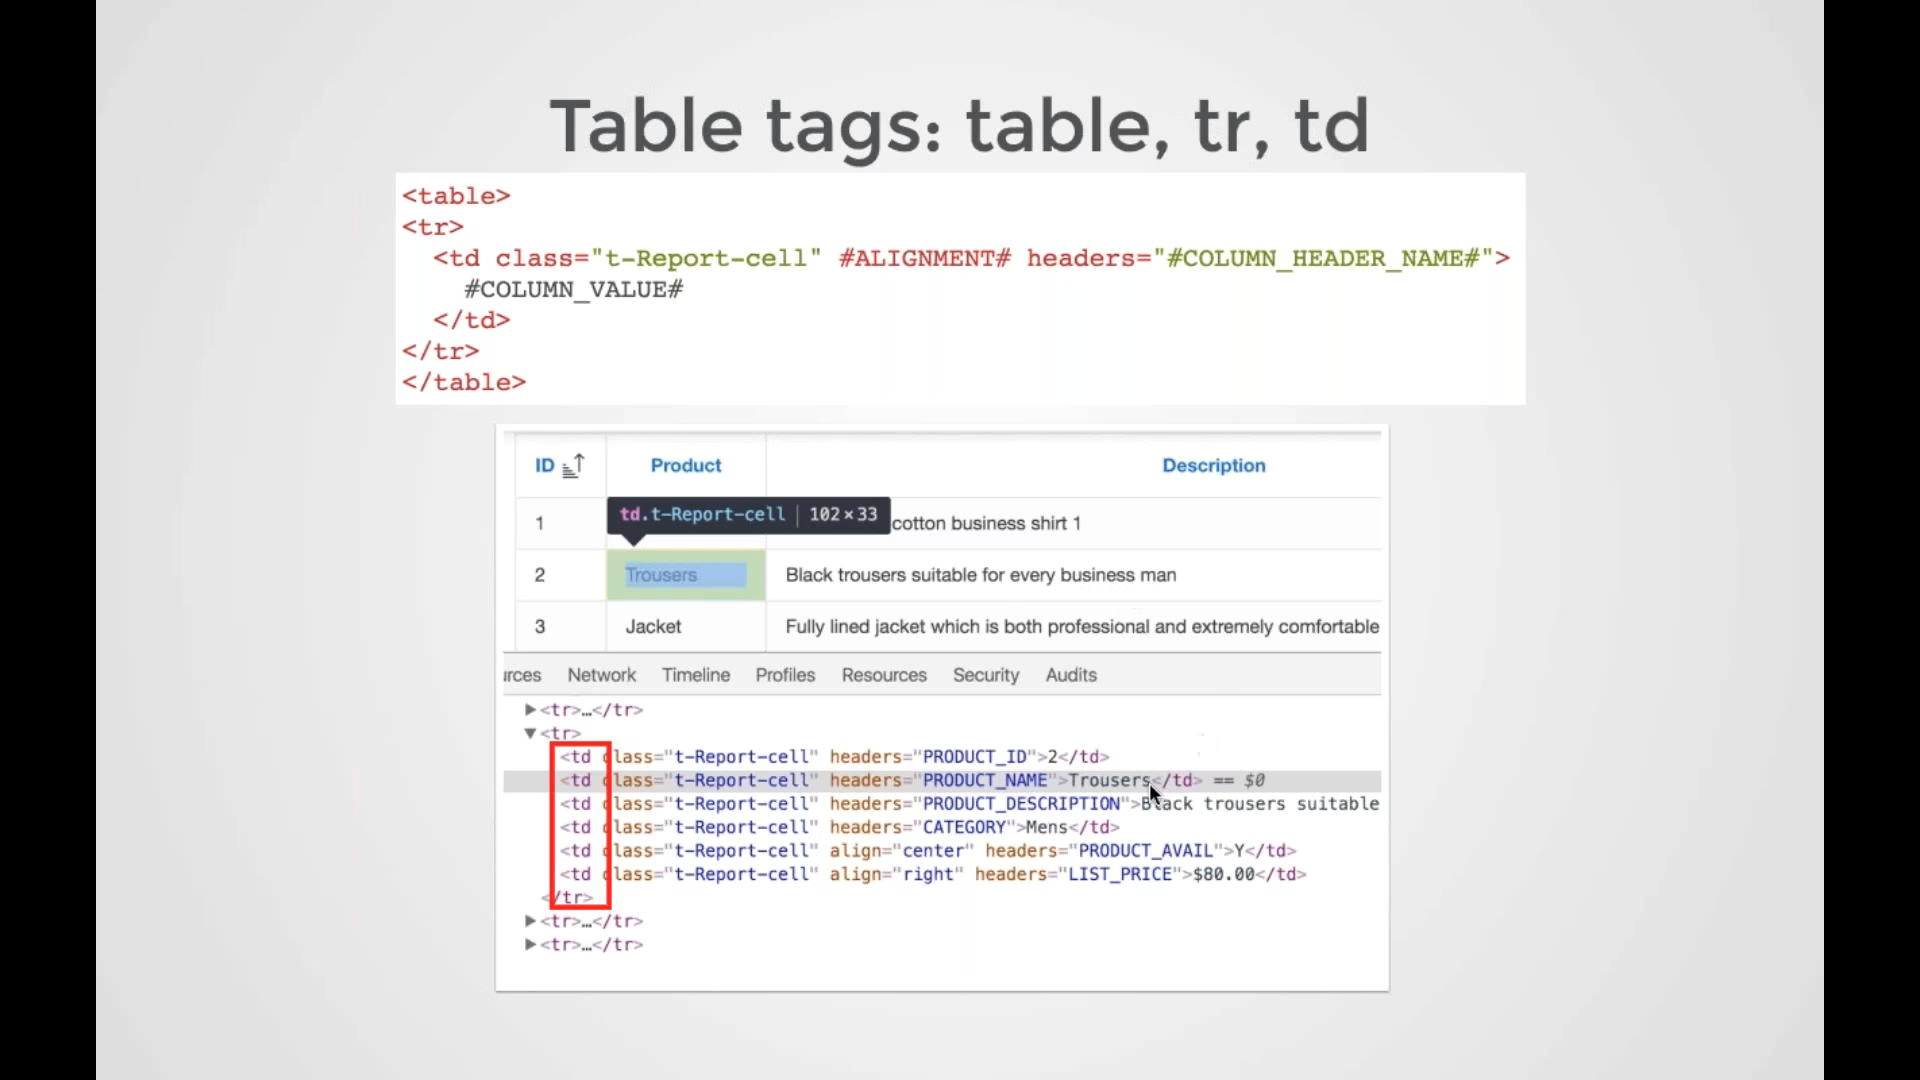 Table tags: table, tr, td
<table>
<tr>
<td class="t-Report-cell" #ALIGNMENT# headers="#COLUMN_HEADER_NAME#">
#COLUMN_VALUE#
</td>
</tr>
</table>
ID Product Description
td.t-Report-cell | 102×33
1 cotton business shirt 1
2 Trousers Black trousers suitable for every business man
3 Jacket Fully lined jacket which is both professional and extremely comfortable
urces Network Timeline Profiles Resources Security Audits
▶<tr>…</tr>
▼<tr>
<td class="t-Report-cell" headers="PRODUCT_ID">2</td>
<td class="t-Report-cell" headers="PRODUCT_NAME">Trousers</td> == $0
<td class="t-Report-cell" headers="PRODUCT_DESCRIPTION">Black trousers suitable
<td class="t-Report-cell" headers="CATEGORY">Mens</td>
<td class="t-Report-cell" align="center" headers="PRODUCT_AVAIL">Y</td>
<td class="t-Report-cell" align="right" headers="LIST_PRICE">$80.00</td>
</tr>
▶<tr>…</tr>
▶<tr>…</tr>